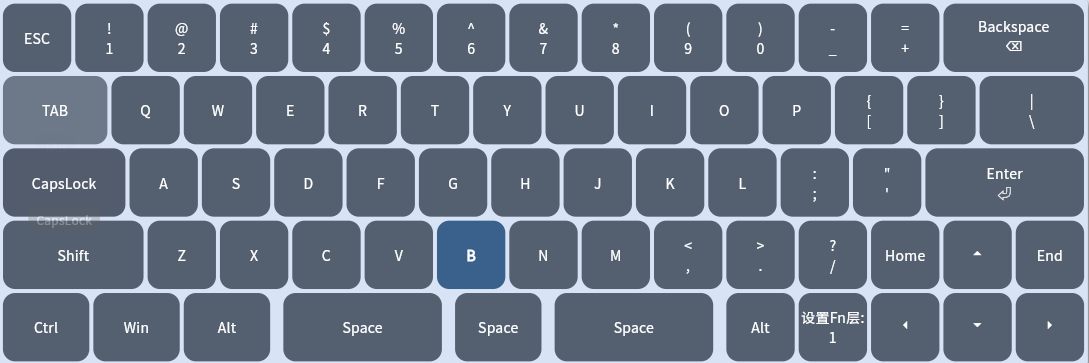 ESC ! @ # $ % ^ & * ( ) - = Backspace
1 2 3 4 5 6 7 8 9 0 _ + ⌫
TAB Q W E R T Y U I O P { } |
[ ] \
CapsLock A S D F G H J K L : " Enter
; ' ⏎
CapsLock
Shift Z X C V B N M < > ? Home ⏶ End
, . /
Ctrl Win Alt Space Space Space Alt 设置Fn层: ⏴ ⏷ ⏵
1